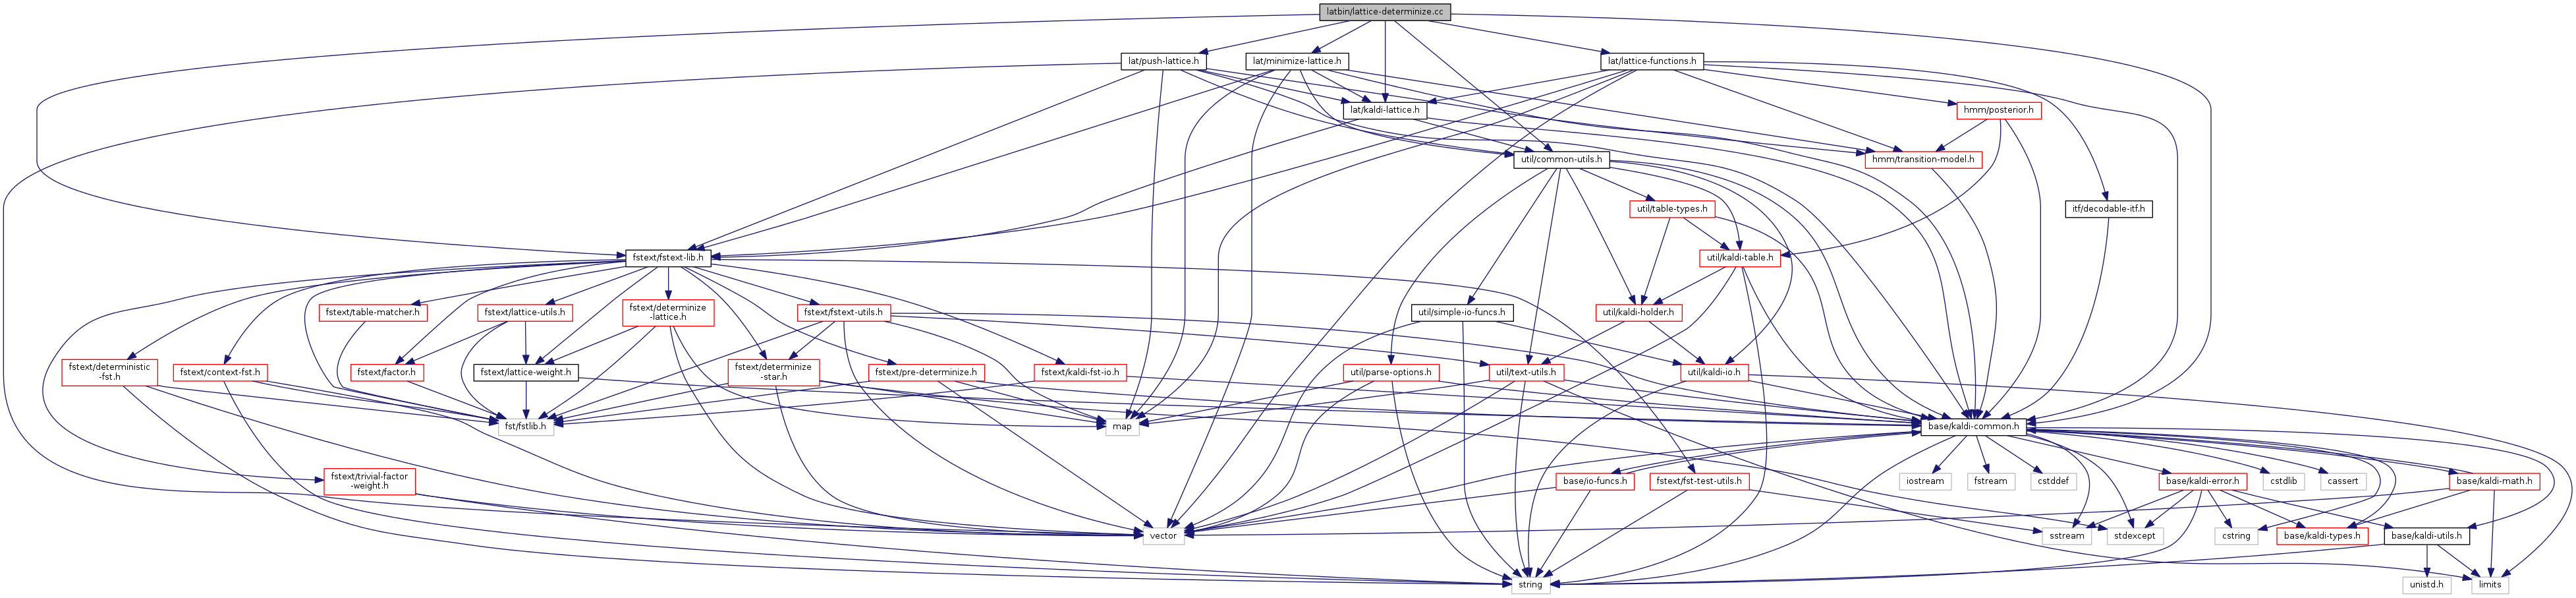 latbin/lattice-determinize.cc
lat/push-lattice.h
lat/minimize-lattice.h
lat/lattice-functions.h
lat/kaldi-lattice.h
hmm/posterior.h
util/common-utils.h
hmm/transition-model.h
util/table-types.h
itf/decodable-itf.h
fstext/fstext-lib.h
util/kaldi-table.h
fstext/table-matcher.h
fstext/lattice-utils.h
fstext/determinize
-lattice.h
fstext/fstext-utils.h
util/simple-io-funcs.h
util/kaldi-holder.h
fstext/deterministic
-fst.h
fstext/context-fst.h
fstext/factor.h
fstext/lattice-weight.h
fstext/determinize
-star.h
fstext/pre-determinize.h
fstext/kaldi-fst-io.h
util/parse-options.h
util/text-utils.h
util/kaldi-io.h
fst/fstlib.h
map
base/kaldi-common.h
fstext/trivial-factor
-weight.h
base/io-funcs.h
fstext/fst-test-utils.h
iostream
fstream
cstddef
base/kaldi-error.h
cstdlib
cassert
base/kaldi-math.h
vector
sstream
stdexcept
cstring
base/kaldi-types.h
base/kaldi-utils.h
string
unistd.h
limits